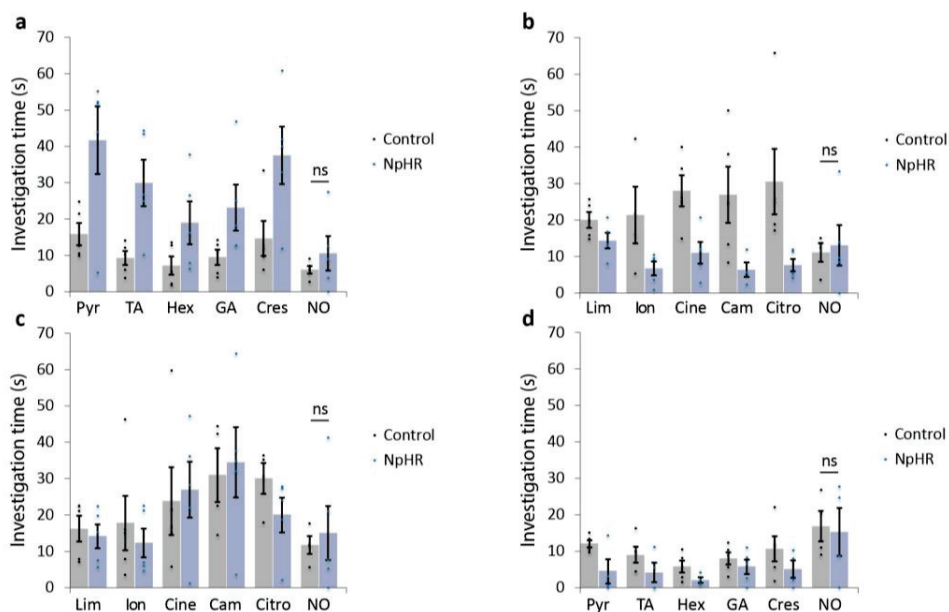 a
Investigation time (s)
70
60
50
40
30
20
10
0
ns
Pyr TA Hex GA Cres NO
Control
NpHR
b
Investigation time (s)
70
60
50
40
30
20
10
0
ns
Lim Ion Cine Cam Citro NO
Control
NpHR
c
Investigation time (s)
70
60
50
40
30
20
10
0
ns
Lim Ion Cine Cam Citro NO
Control
NpHR
d
Investigation time (s)
70
60
50
40
30
20
10
0
ns
Pyr TA Hex GA Cres NO
Control
NpHR